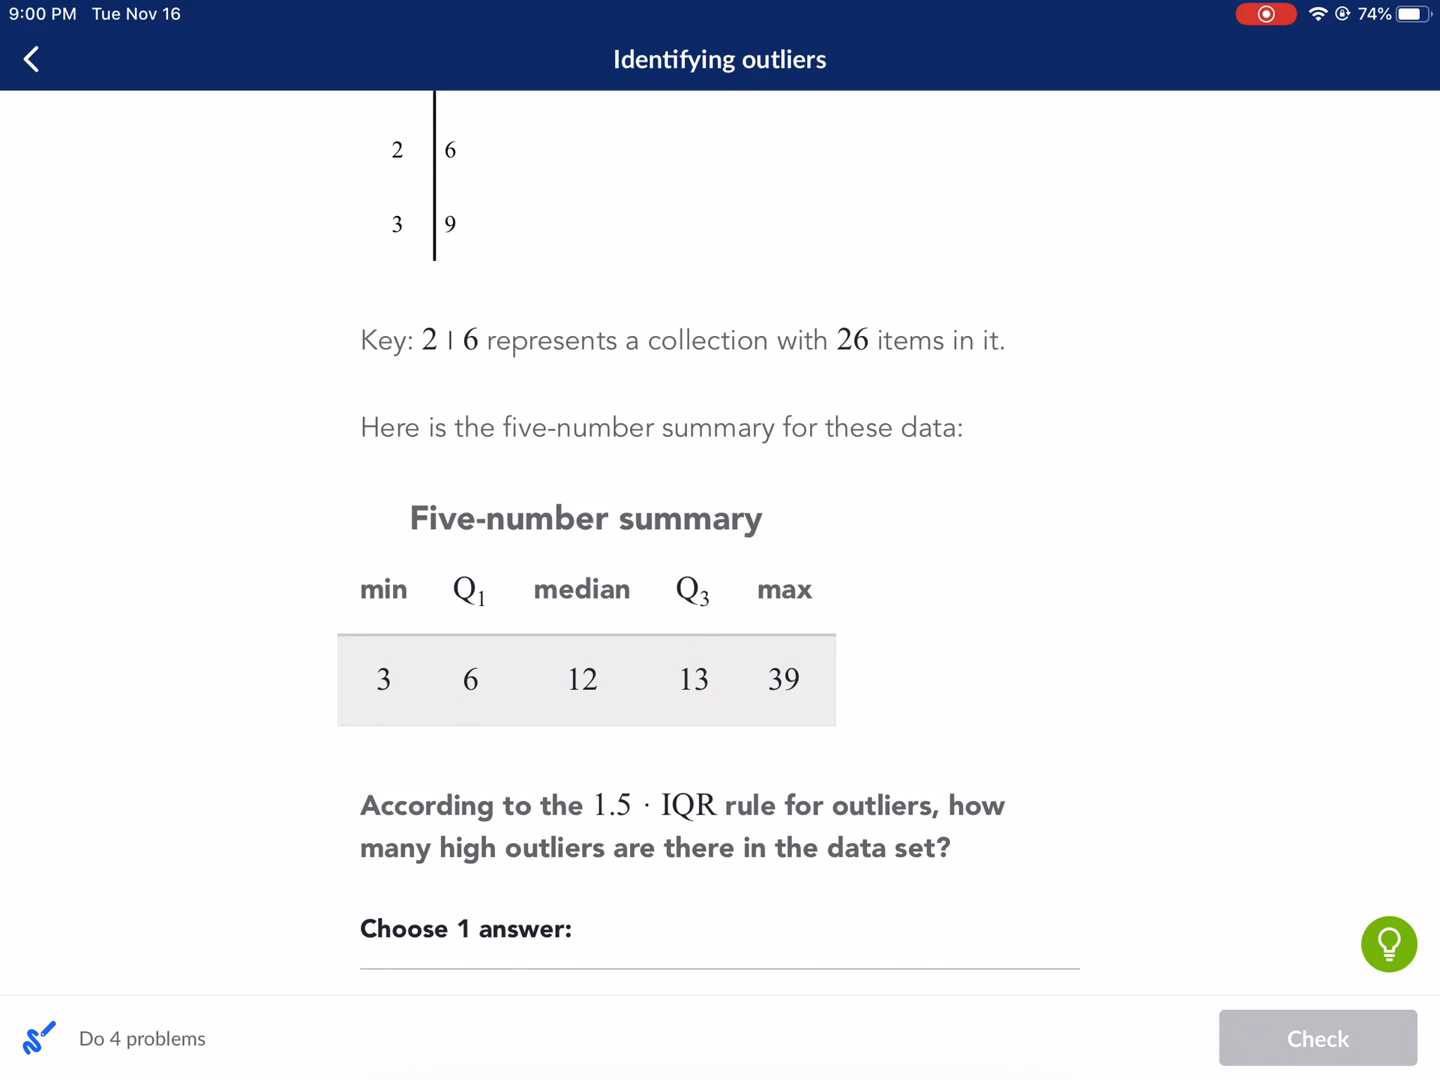 9:00 PM Tue Nov 16
74%
Identifying outliers
2 6
3 9
Key: 2 | 6 represents a collection with 26 items in it.
Here is the five-number summary for these data:
Five-number summary
min Q₁ median Q₃ max
3 6 12 13 39
According to the 1.5 · IQR rule for outliers, how
many high outliers are there in the data set?
Choose 1 answer:
Do 4 problems
Check